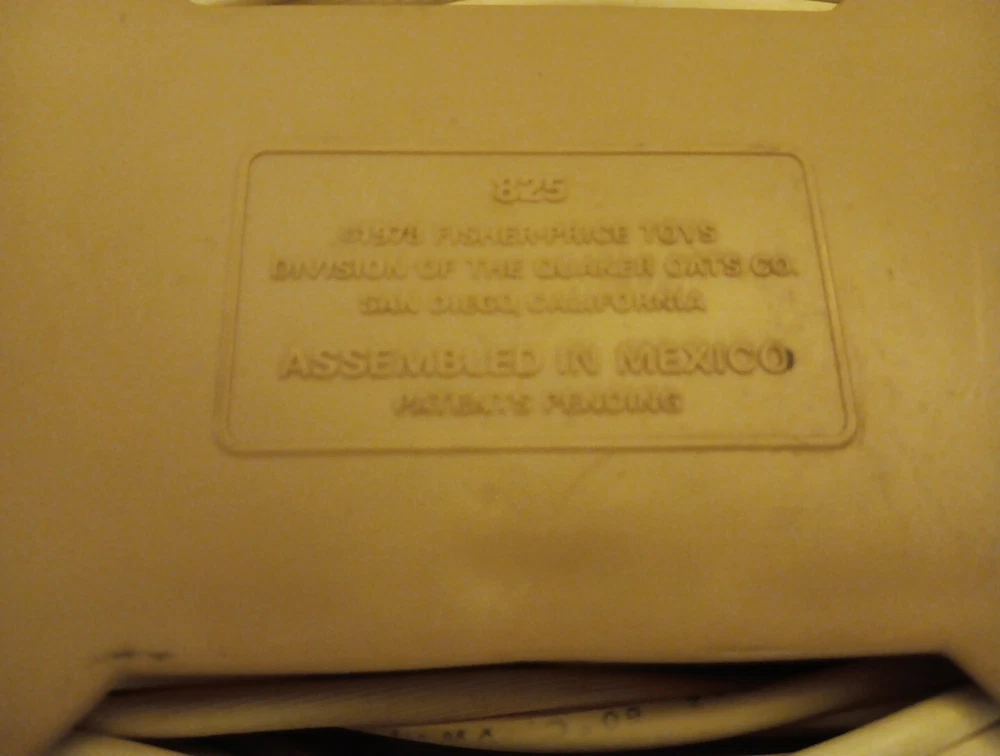 825
©1978 FISHER-PRICE TOYS
DIVISION OF THE QUAKER OATS CO.
SAN DIEGO, CALIFORNIA
ASSEMBLED IN MEXICO
PATENTS PENDING